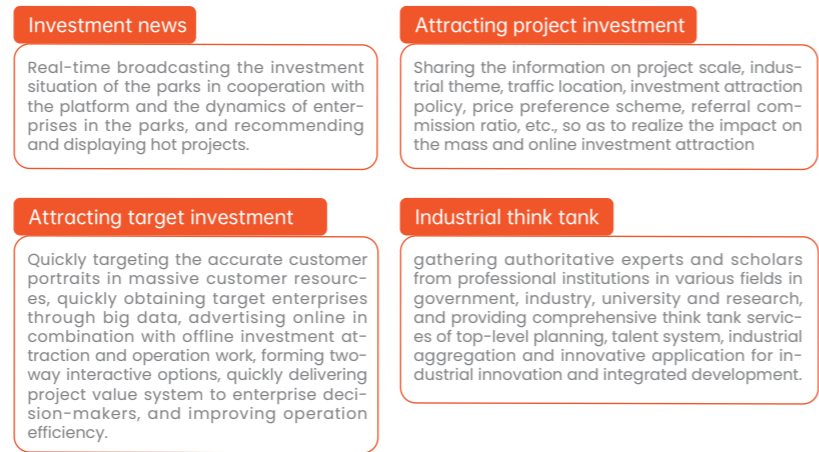 Investment news
Real-time broadcasting the investment
situation of the parks in cooperation with
the platform and the dynamics of enter-
prises in the parks, and recommending
and displaying hot projects.
Attracting project investment
Sharing the information on project scale, indus-
trial theme, traffic location, investment attraction
policy, price preference scheme, referral com-
mission ratio, etc., so as to realize the impact on
the mass and online investment attraction
Attracting target investment
Quickly targeting the accurate customer
portraits in massive customer resourc-
es, quickly obtaining target enterprises
through big data, advertising online in
combination with offline investment at-
traction and operation work, forming two-
way interactive options, quickly delivering
project value system to enterprise deci-
sion-makers, and improving operation
efficiency.
Industrial think tank
gathering authoritative experts and scholars
from professional institutions in various fields in
government, industry, university and research,
and providing comprehensive think tank servic-
es of top-level planning, talent system, industrial
aggregation and innovative application for in-
dustrial innovation and integrated development.